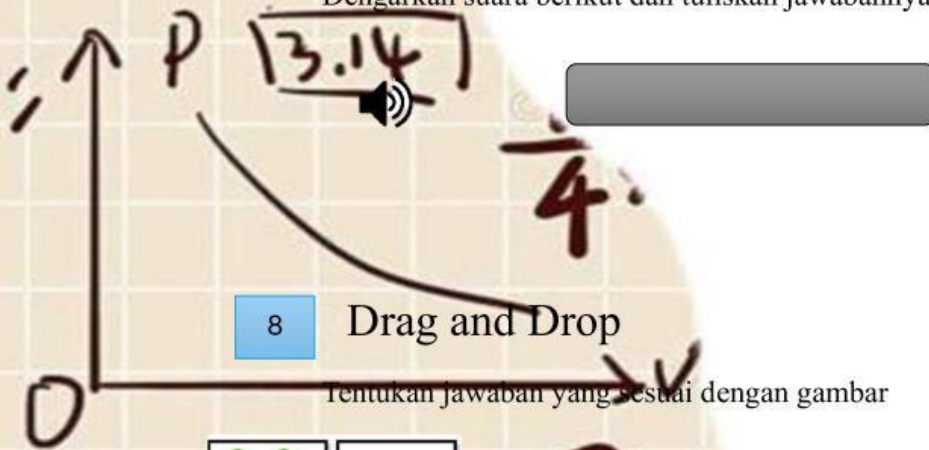 Dengarkan suara berikut dan tuliskan jawabannya
P 3.14
4
8 Drag and Drop
V
Tentukan jawaban yang sesuai dengan gambar
O